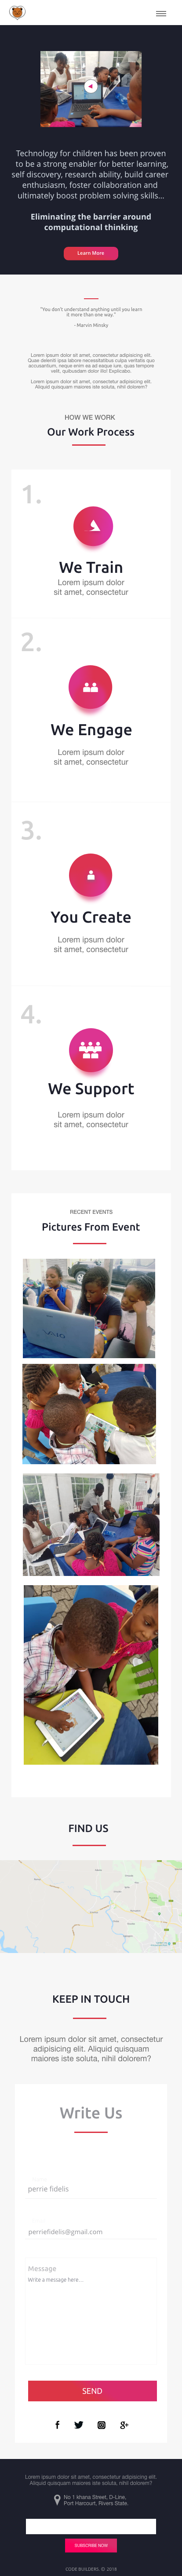 Technology for children has been proven
to be a strong enabler for better learning,
self discovery, research ability, build career
enthusiasm, foster collaboration and
ultimately boost problem solving skills...
Eliminating the barrier around
computational thinking
Learn More
"You don't understand anything until you learn
it more than one way."
- Marvin Minsky
Lorem ipsum dolor sit amet, consectetur adipisicing elit.
Quae deleniti ipsa labore necessitatibus culpa veritatis quo
accusantium, neque enim ea ad eaque iure, quas tempore
velit, quibusdam dolor illo! Explicabo:
Lorem ipsum dolor sit amet, consectetur adipisicing elit.
Aliquid quisquam maiores iste soluta, nihil dolorem?
HOW WE WORK
Our Work Process
1.
We Train
Lorem ipsum dolor
sit amet, consectetur
2.
We Engage
Lorem ipsum dolor
sit amet, consectetur
3.
You Create
Lorem ipsum dolor
sit amet, consectetur
4.
We Support
Lorem ipsum dolor
sit amet, consectetur
RECENT EVENTS
Pictures From Event
VAIO
FIND US
KEEP IN TOUCH
Lorem ipsum dolor sit amet, consectetur
adipisicing elit. Aliquid quisquam
maiores iste soluta, nihil dolorem?
Write Us
perrie fidelis
perriefidelis@gmail.com
Message
Write a message here...
SEND
Lorem ipsum dolor sit amet, consectetur adipisicing elit.
Aliquid quisquam maiores iste soluta, nihil dolorem?
No 1 khana Street, D-Line,
Port Harcourt, Rivers State.
SUBSCRIBE NOW
CODE BUILDERS. © 2018